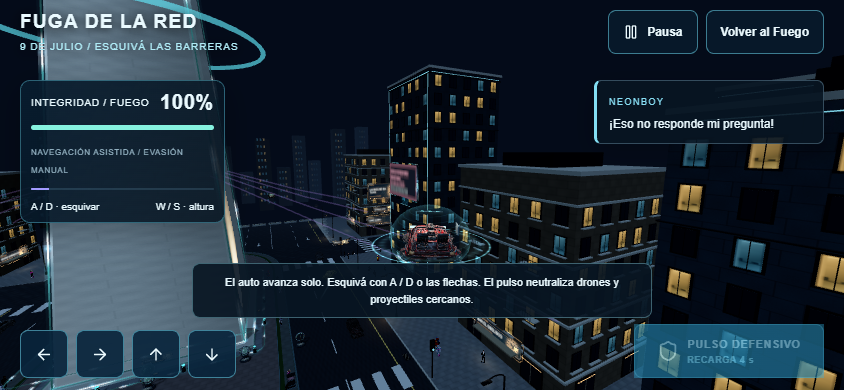 FUGA DE LA RED
9 DE JULIO / ESQUIVÁ LAS BARRERAS
Pausa
Volver al Fuego
INTEGRIDAD / FUEGO 100%
NAVEGACIÓN ASISTIDA / EVASIÓN
MANUAL
A / D · esquivar
W / S · altura
NEONBOY
¡Eso no responde mi pregunta!
El auto avanza solo. Esquivá con A / D o las flechas. El pulso neutraliza drones y
proyectiles cercanos.
PULSO DEFENSIVO
RECARGA 4 s